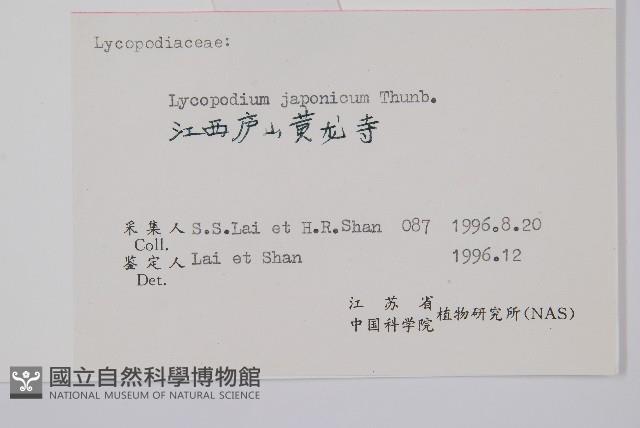 Lycopodiaceae:
Lycopodium japonicum Thunb.
江西庐山黄龙寺
采集人 S.S.Lai et H.R.Shan 087 1996.8.20
Coll.
鉴定人 Lai et Shan 1996.12
Det.
江苏省
中国科学院 植物研究所(NAS)
國立自然科學博物館
NATIONAL MUSEUM OF NATURAL SCIENCE